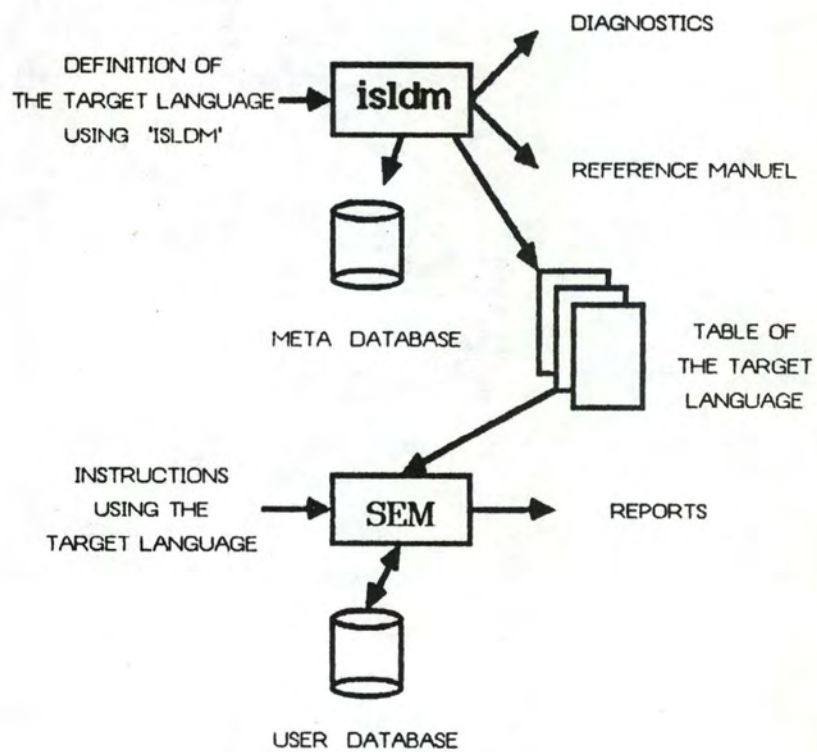 DIAGNOSTICS
DEFINITION OF
THE TARGET LANGUAGE
USING 'ISLDM'
isldm
REFERENCE MANUEL
META DATABASE
TABLE OF
THE TARGET
LANGUAGE
INSTRUCTIONS
USING THE
TARGET LANGUAGE
SEM
REPORTS
USER DATABASE